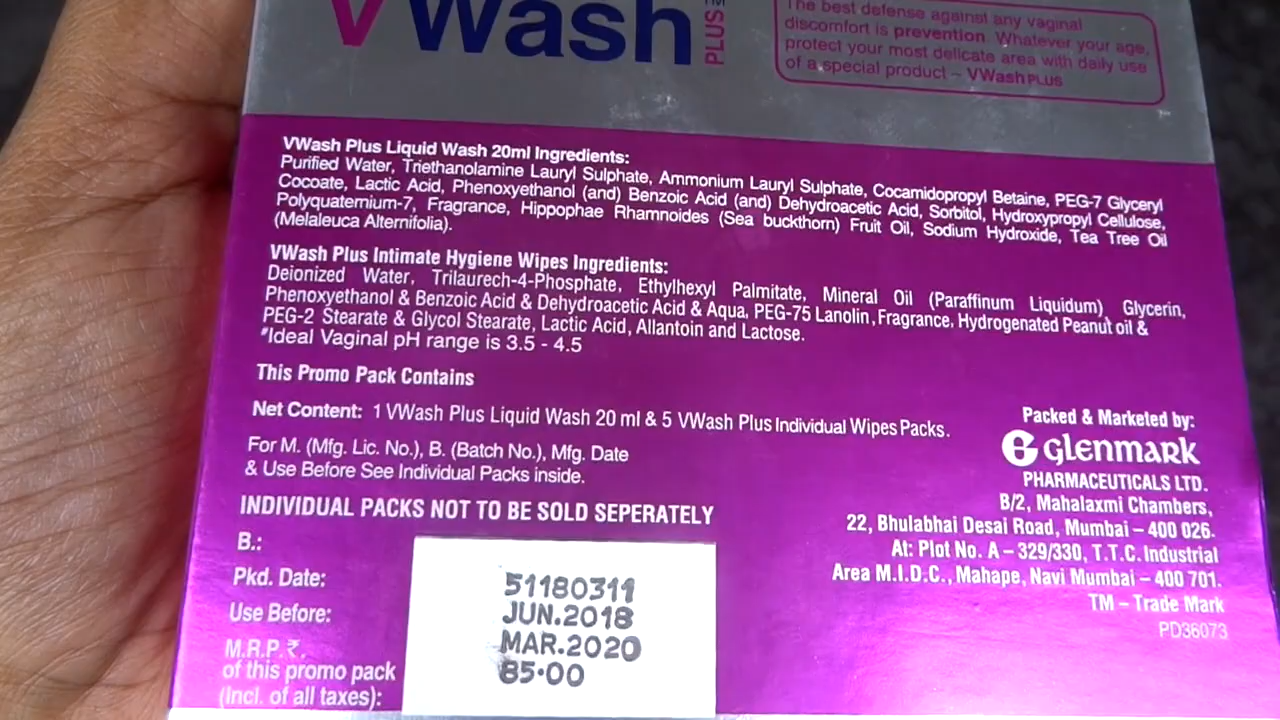 VWash PLUS™
The best defense against any vaginal
discomfort is prevention. Whatever your age,
protect your most delicate area with daily use
of a special product – VWash PLUS
VWash Plus Liquid Wash 20ml Ingredients:
Purified Water, Triethanolamine Lauryl Sulphate, Ammonium Lauryl Sulphate, Cocamidopropyl Betaine, PEG-7 Glyceryl
Cocoate, Lactic Acid, Phenoxyethanol (and) Benzoic Acid (and) Dehydroacetic Acid, Sorbitol, Hydroxypropyl Cellulose,
Polyquaternium-7, Fragrance, Hippophae Rhamnoides (Sea buckthorn) Fruit Oil, Sodium Hydroxide, Tea Tree Oil
(Melaleuca Alternifolia).
VWash Plus Intimate Hygiene Wipes Ingredients:
Deionized Water, Trilaurech-4-Phosphate, Ethylhexyl Palmitate, Mineral Oil (Paraffinum Liquidum), Glycerin,
Phenoxyethanol & Benzoic Acid & Dehydroacetic Acid & Aqua, PEG-75 Lanolin, Fragrance, Hydrogenated Peanut oil &
PEG-2 Stearate & Glycol Stearate, Lactic Acid, Allantoin and Lactose.
*Ideal Vaginal pH range is 3.5 - 4.5
This Promo Pack Contains
Net Content: 1 VWash Plus Liquid Wash 20 ml & 5 VWash Plus Individual Wipes Packs.
For M. (Mfg. Lic. No.), B. (Batch No.), Mfg. Date
& Use Before See Individual Packs inside.
INDIVIDUAL PACKS NOT TO BE SOLD SEPERATELY
B.: 51180311
Pkd. Date: JUN.2018
Use Before: MAR.2020
M.R.P. ₹. 85.00
of this promo pack
(Incl. of all taxes):
Packed & Marketed by:
glenmark
PHARMACEUTICALS LTD.
B/2, Mahalaxmi Chambers,
22, Bhulabhai Desai Road, Mumbai – 400 026.
At: Plot No. A – 329/330, T.T.C. Industrial
Area M.I.D.C., Mahape, Navi Mumbai – 400 701.
TM – Trade Mark
PD36073